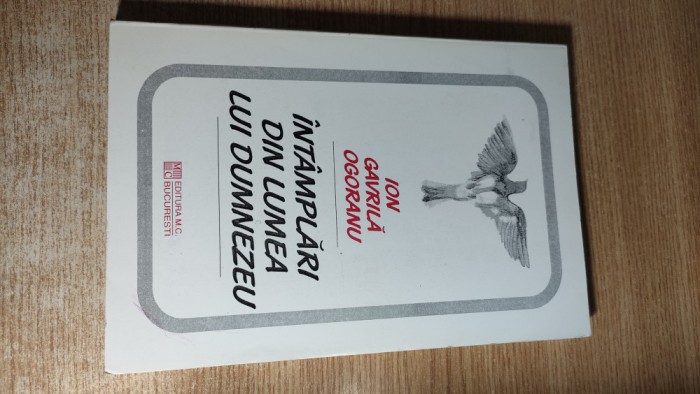 ION
GAVRILĂ
OGORANU
ÎNTÂMPLĂRI
DIN LUMEA
LUI DUMNEZEU
M
C
EDITURA M.C.
BUCUREȘTI